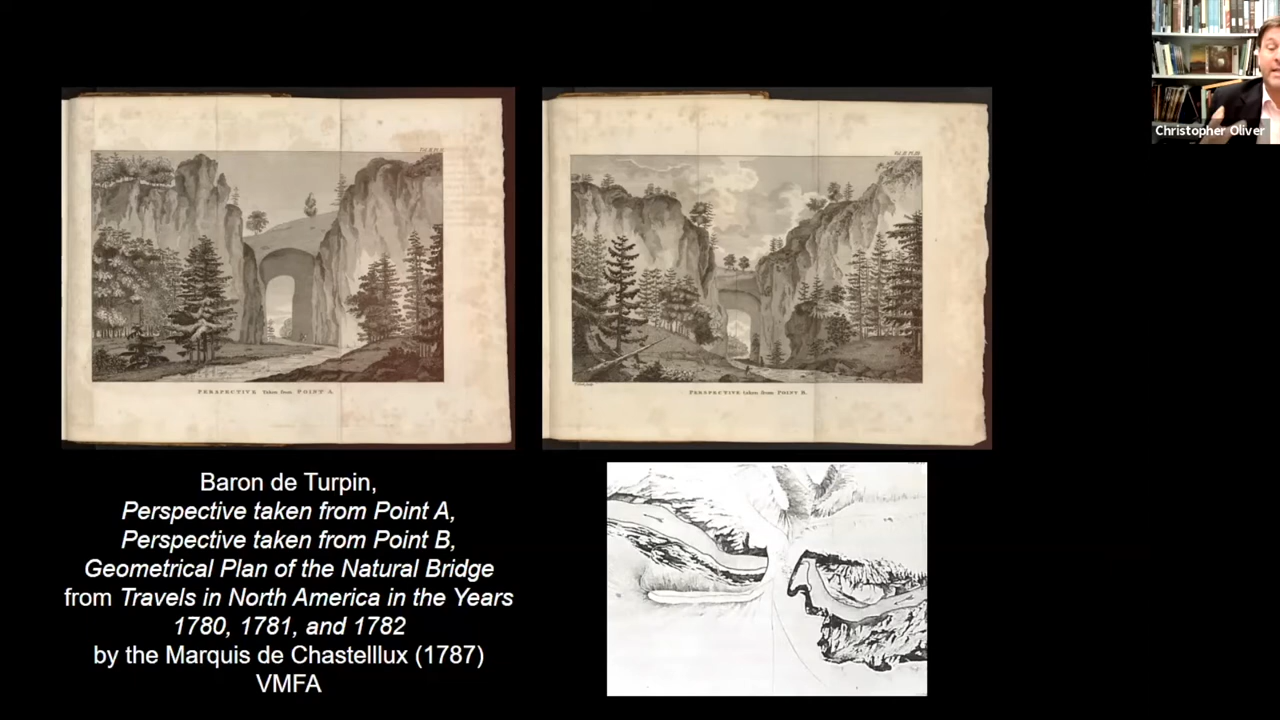 Christopher Oliver
PERSPECTIVE Taken from POINT A.
PERSPECTIVE taken from POINT B.
Baron de Turpin,
Perspective taken from Point A,
Perspective taken from Point B,
Geometrical Plan of the Natural Bridge
from Travels in North America in the Years
1780, 1781, and 1782
by the Marquis de Chastelllux (1787)
VMFA